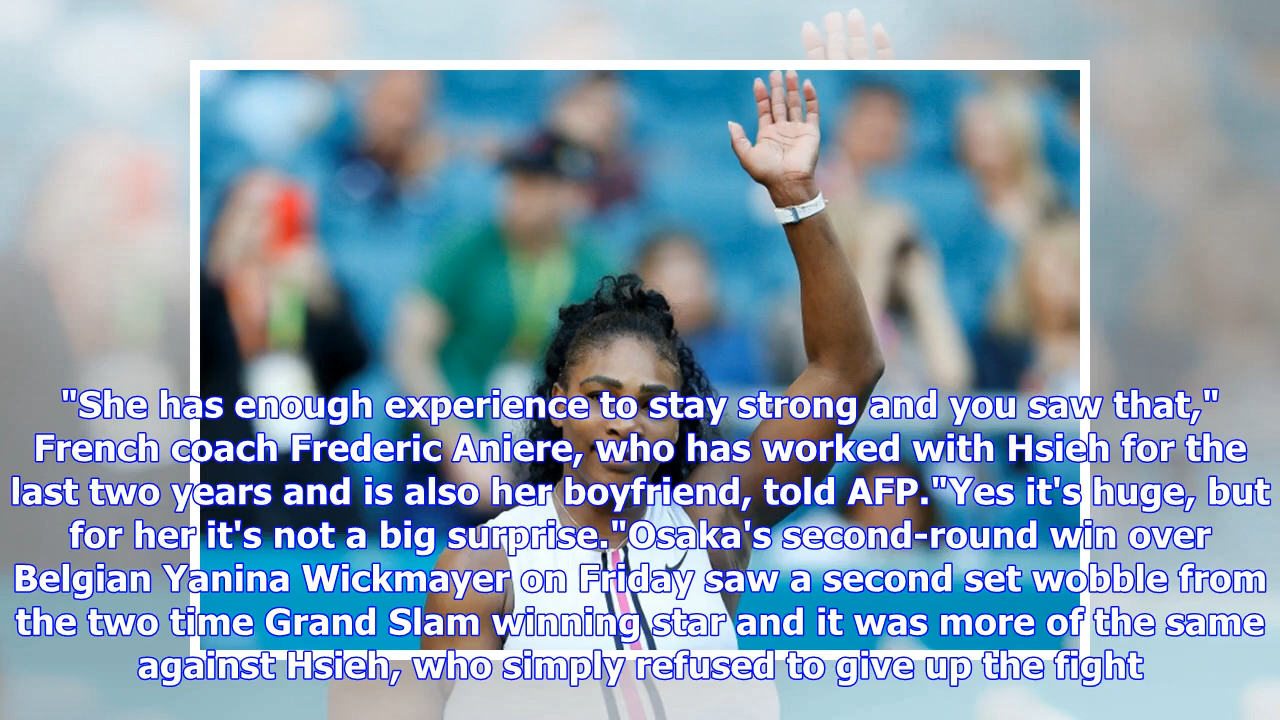 "She has enough experience to stay strong and you saw that,"
French coach Frederic Aniere, who has worked with Hsieh for the
last two years and is also her boyfriend, told AFP."Yes it's huge, but
for her it's not a big surprise."Osaka's second-round win over
Belgian Yanina Wickmayer on Friday saw a second set wobble from
the two time Grand Slam winning star and it was more of the same
against Hsieh, who simply refused to give up the fight